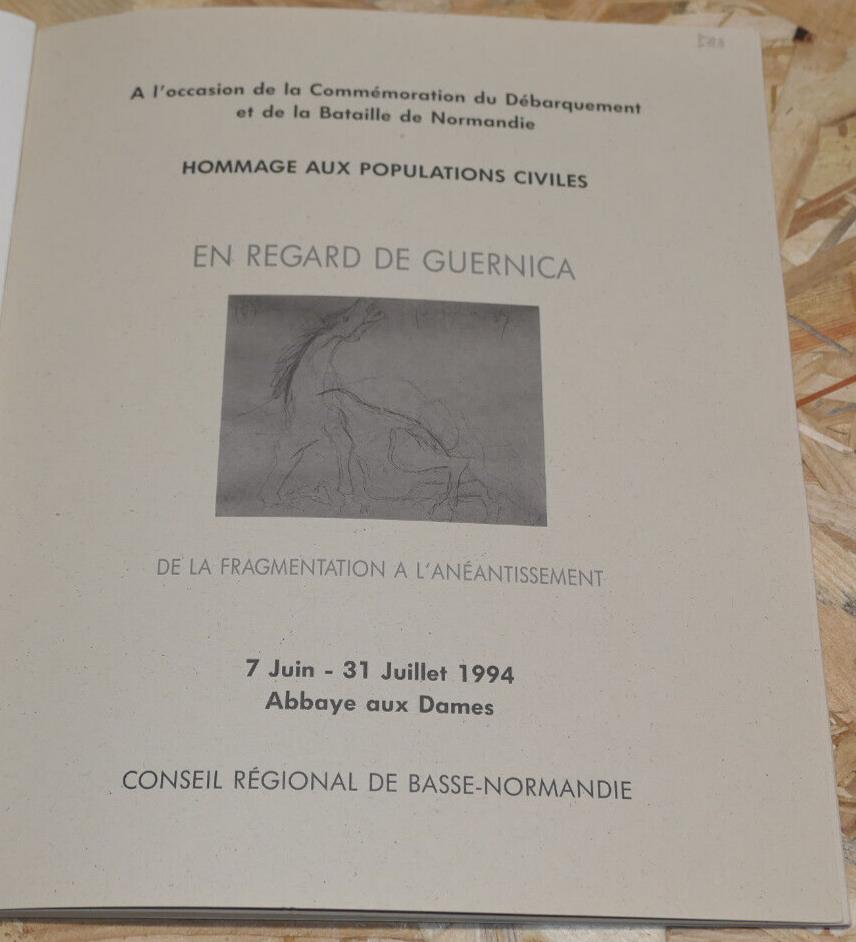 A l'occasion de la Commémoration du Débarquement
et de la Bataille de Normandie
HOMMAGE AUX POPULATIONS CIVILES
EN REGARD DE GUERNICA
DE LA FRAGMENTATION A L'ANÉANTISSEMENT
7 Juin - 31 Juillet 1994
Abbaye aux Dames
CONSEIL RÉGIONAL DE BASSE-NORMANDIE